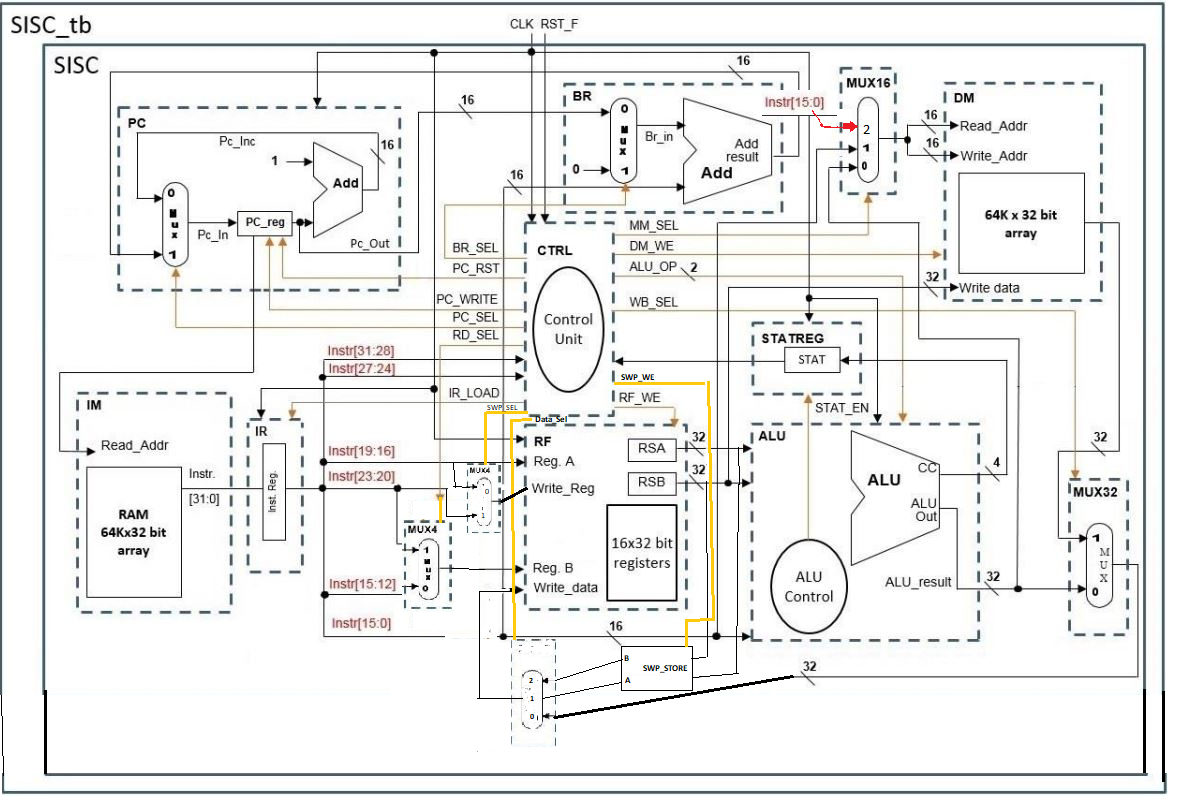 SISC_tb
CLK RST_F
SISC
16
MUX16
BR
Instr[15:0]
DM
PC
16
0
Mux
1
Br_in
Add
result
Add
2
1
0
16
Read_Addr
16
Write_Addr
Pc_Inc
16
1
Add
0
0
Mux
1
PC_reg
Pc_In
Pc_Out
16
64K x 32 bit
array
MM_SEL
BR_SEL
CTRL
DM_WE
PC_RST
ALU_OP
2
32
Write data
PC_WRITE
WB_SEL
PC_SEL
Control
Unit
RD_SEL
STATREG
STAT
Instr[31:28]
Instr[27:24]
SWP_WE
IR_LOAD
RF_WE
STAT_EN
IM
SWP_SEL
Data_Sel
IR
Read_Addr
RF
RSA
32
ALU
32
Instr[19:16]
Reg. A
MUX4
Instr.
[31:0]
Inst. Reg.
Instr[23:20]
0
1
Write_Reg
RSB
32
CC
4
ALU
ALU
Out
MUX32
RAM
64Kx32 bit
array
MUX4
1
MUX
0
16x32 bit
registers
1
MUX
0
Reg. B
Instr[15:12]
Write_data
ALU
Control
ALU_result
32
Instr[15:0]
16
B
SWP_STORE
A
2
1
0
32